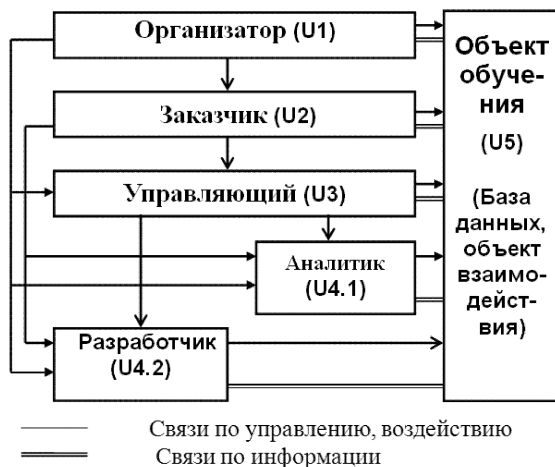 Организатор (U1)
Заказчик (U2)
Управляющий (U3)
Аналитик
(U4.1)
Разработчик
(U4.2)
Объект
обуче-
ния
(U5)
(База
данных,
объект
взаимо-
действ-
вия)
Связи по управлению, воздействию
Связи по информации